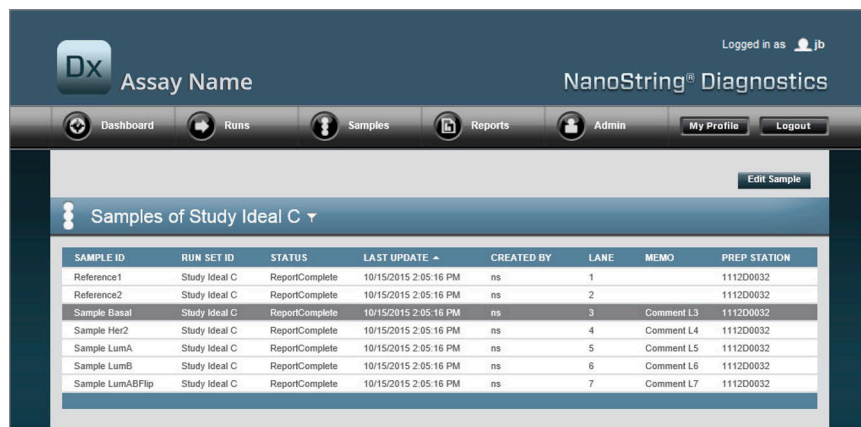 Logged in as jb
Dx Assay Name NanoString® Diagnostics
Dashboard Runs Samples Reports Admin My Profile Logout
Edit Sample
Samples of Study Ideal C
SAMPLE ID RUN SET ID STATUS LAST UPDATE CREATED BY LANE MEMO PREP STATION
Reference1 Study Ideal C ReportComplete 10/15/2015 2:05:16 PM ns 1 1112D0032
Reference2 Study Ideal C ReportComplete 10/15/2015 2:05:16 PM ns 2 1112D0032
Sample Basal Study Ideal C ReportComplete 10/15/2015 2:05:16 PM ns 3 Comment L3 1112D0032
Sample Her2 Study Ideal C ReportComplete 10/15/2015 2:05:16 PM ns 4 Comment L4 1112D0032
Sample LumA Study Ideal C ReportComplete 10/15/2015 2:05:16 PM ns 5 Comment L5 1112D0032
Sample LumB Study Ideal C ReportComplete 10/15/2015 2:05:16 PM ns 6 Comment L6 1112D0032
Sample LumABFlip Study Ideal C ReportComplete 10/15/2015 2:05:16 PM ns 7 Comment L7 1112D0032